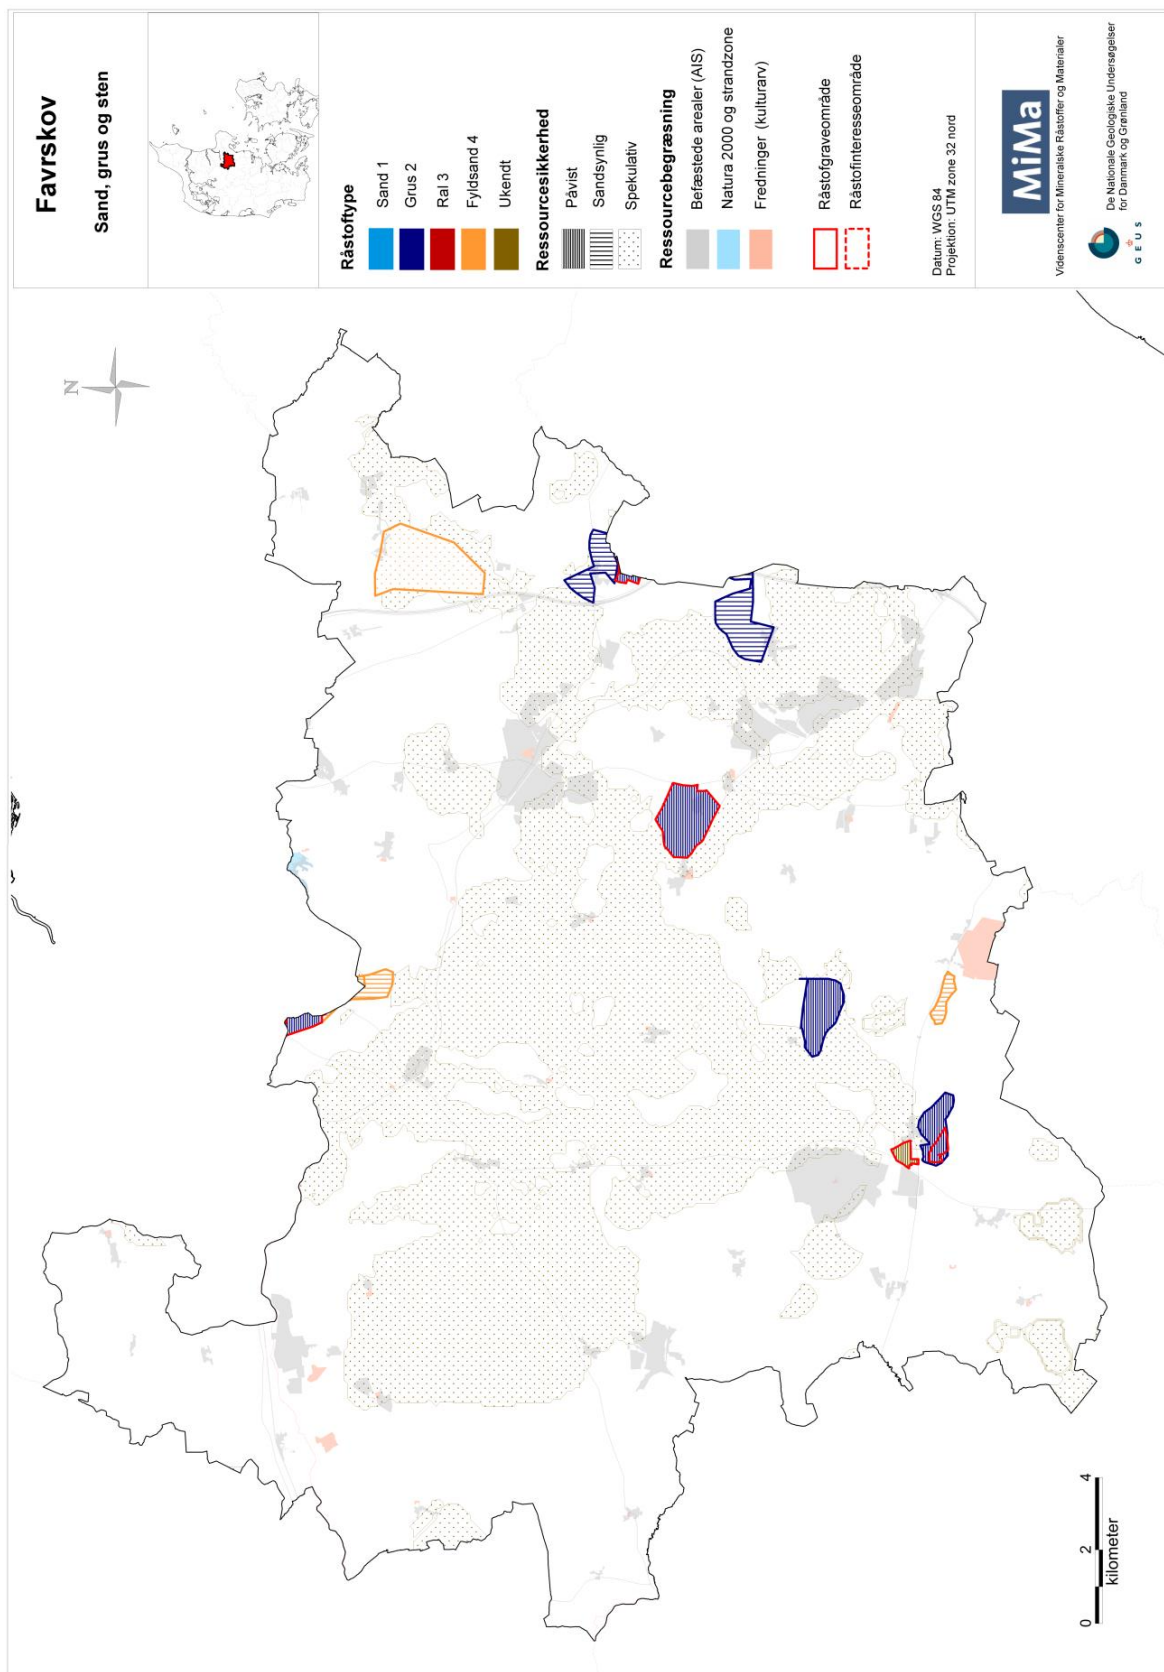 Favrskov
Sand, grus og sten
Råstoftype
Sand 1
Grus 2
Ral 3
Fyldsand 4
Ukendt
Ressourcesikkerhed
Påvist
Sandsynlig
Spekulativ
Ressourcebegræsning
Befæstede arealer (AIS)
Natura 2000 og strandzone
Fredninger (kulturarv)
Råstofgraveområde
Råstofinteresseområde
Datum: WGS 84
Projektion: UTM zone 32 nord
MiMa
Videnscenter for Mineralske Råstoffer og Materialer
G E U S
De Nationale Geologiske Undersøgelser
for Danmark og Grønland
N
0 2 4
kilometer